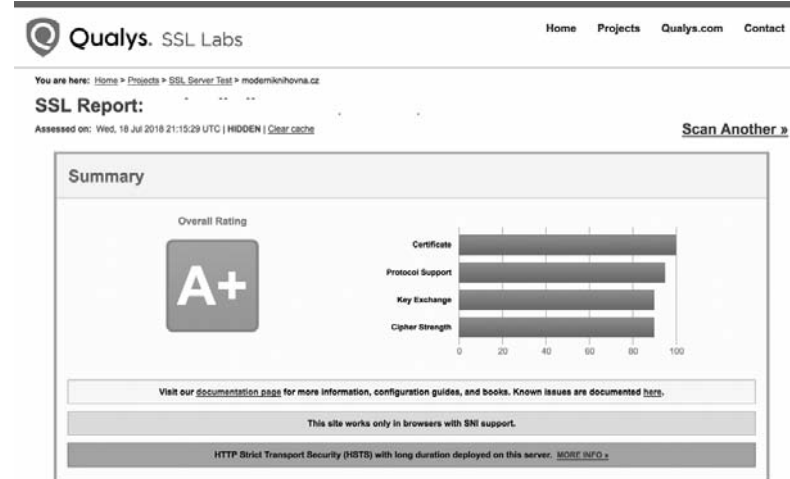 Qualys. SSL Labs
Home Projects Qualys.com Contact
You are here: Home > Projects > SSL Server Test > moderniknihovna.cz
SSL Report:
Assessed on: Wed, 18 Jul 2018 21:15:29 UTC | HIDDEN | Clear cache
Scan Another »
Summary
Overall Rating
A+
Certificate
Protocol Support
Key Exchange
Cipher Strength
0 20 40 60 80 100
Visit our documentation page for more information, configuration guides, and books. Known issues are documented here.
This site works only in browsers with SNI support.
HTTP Strict Transport Security (HSTS) with long duration deployed on this server. MORE INFO »